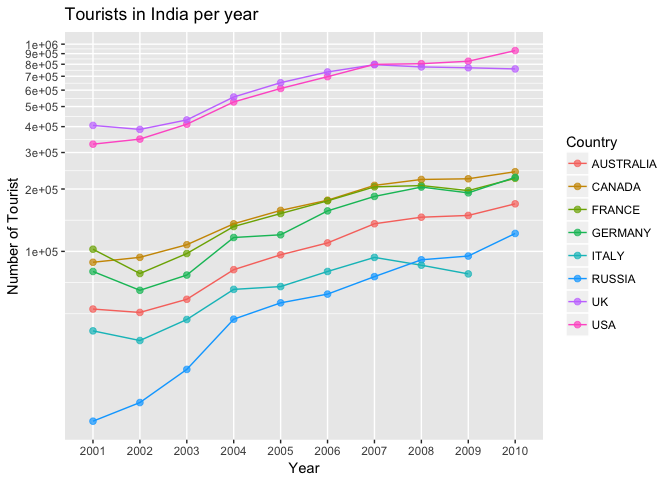 Tourists in India per year
1e+06
9e+05
8e+05
7e+05
6e+05
5e+05
4e+05
3e+05
2e+05
1e+05
Number of Tourist
2001 2002 2003 2004 2005 2006 2007 2008 2009 2010
Year
Country
AUSTRALIA
CANADA
FRANCE
GERMANY
ITALY
RUSSIA
UK
USA